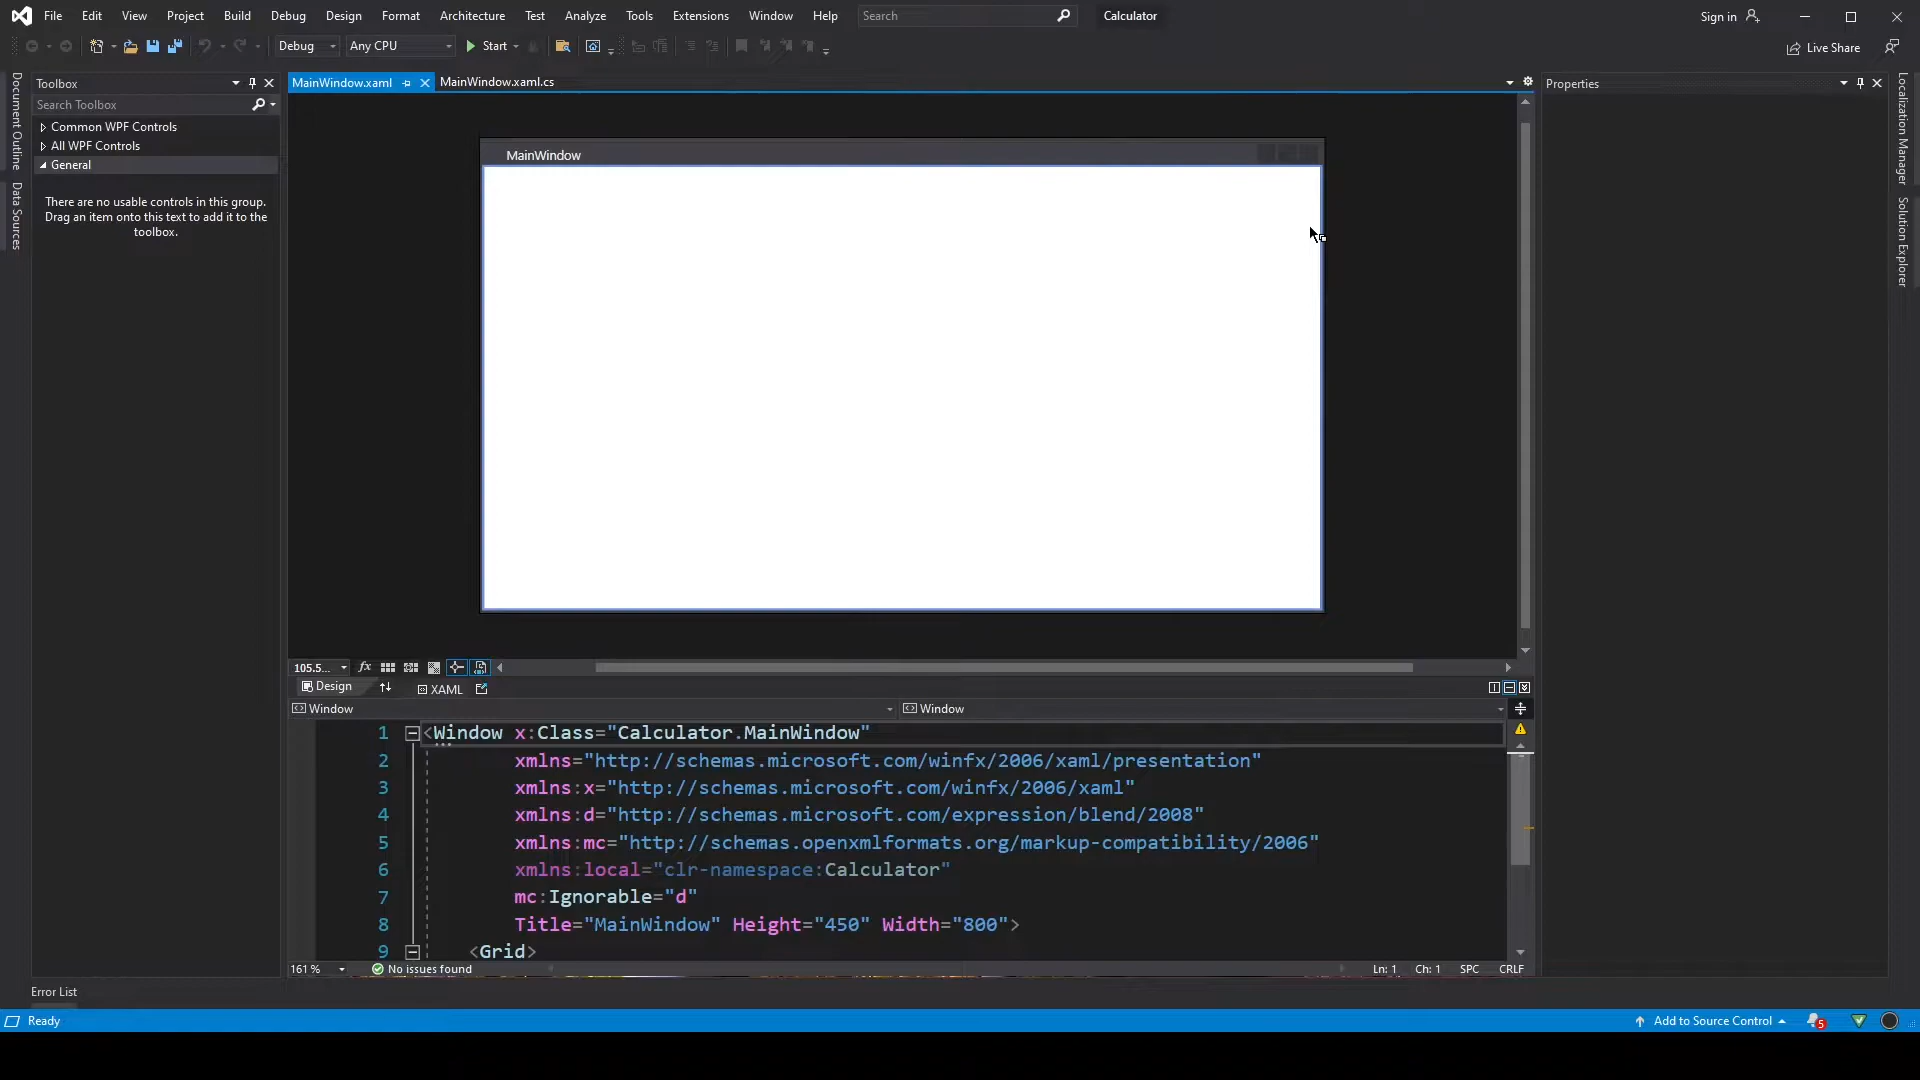 File Edit View Project Build Debug Design Format Architecture Test Analyze Tools Extensions Window Help Search Calculator Sign in
Debug Any CPU Start Live Share
Toolbox
Search Toolbox
Common WPF Controls
All WPF Controls
General
There are no usable controls in this group.
Drag an item onto this text to add it to the
toolbox.
Document Outline
Data Sources
MainWindow.xaml MainWindow.xaml.cs
MainWindow
Properties
Localization Manager
Solution Explorer
105.5... fx
Design XAML
Window Window
1 <Window x:Class="Calculator.MainWindow"
2 xmlns="http://schemas.microsoft.com/winfx/2006/xaml/presentation"
3 xmlns:x="http://schemas.microsoft.com/winfx/2006/xaml"
4 xmlns:d="http://schemas.microsoft.com/expression/blend/2008"
5 xmlns:mc="http://schemas.openxmlformats.org/markup-compatibility/2006"
6 xmlns:local="clr-namespace:Calculator"
7 mc:Ignorable="d"
8 Title="MainWindow" Height="450" Width="800">
9 <Grid>
161 % No issues found Ln: 1 Ch: 1 SPC CRLF
Error List
Ready Add to Source Control 5